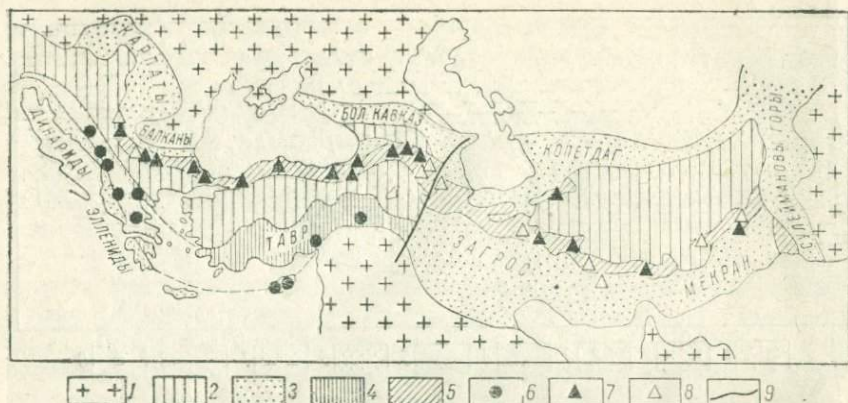 КАРПАТЫ
БАЛКАНЫ
БОЛ. КАВКАЗ
ДИНАРИДЫ
ЭЛЛЕНИДЫ
ТАВР
КОПЕТДАГ
ЗАГРОС
МЕКРАН
СУЛЕЙМАНОВЫ ГОРЫ
1 2 3 4 5 6 7 8 9